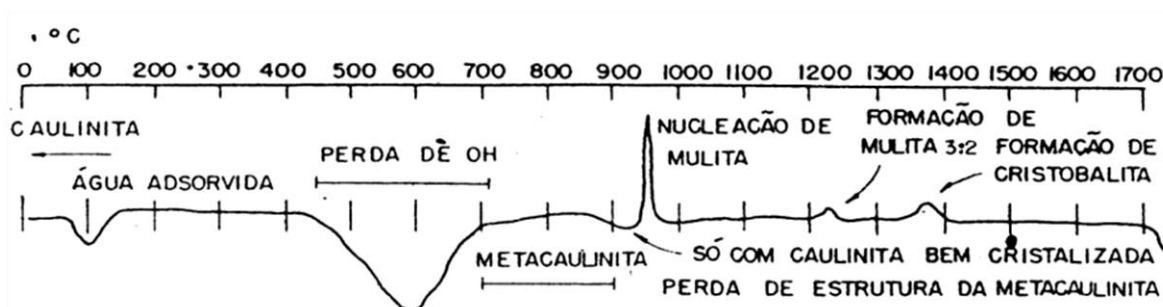 , °C
0 100 200 300 400 500 600 700 800 900 1000 1100 1200 1300 1400 1500 1600 1700
CAULINITA
ÁGUA ADSORVIDA
PERDA DE OH
METACAULINITA
NUCLEAÇÃO DE
MULITA
FORMAÇÃO DE
MULITA 3:2
FORMAÇÃO DE
CRISTOBALITA
SÓ COM CAULINITA BEM CRISTALIZADA
PERDA DE ESTRUTURA DA METACAULINITA